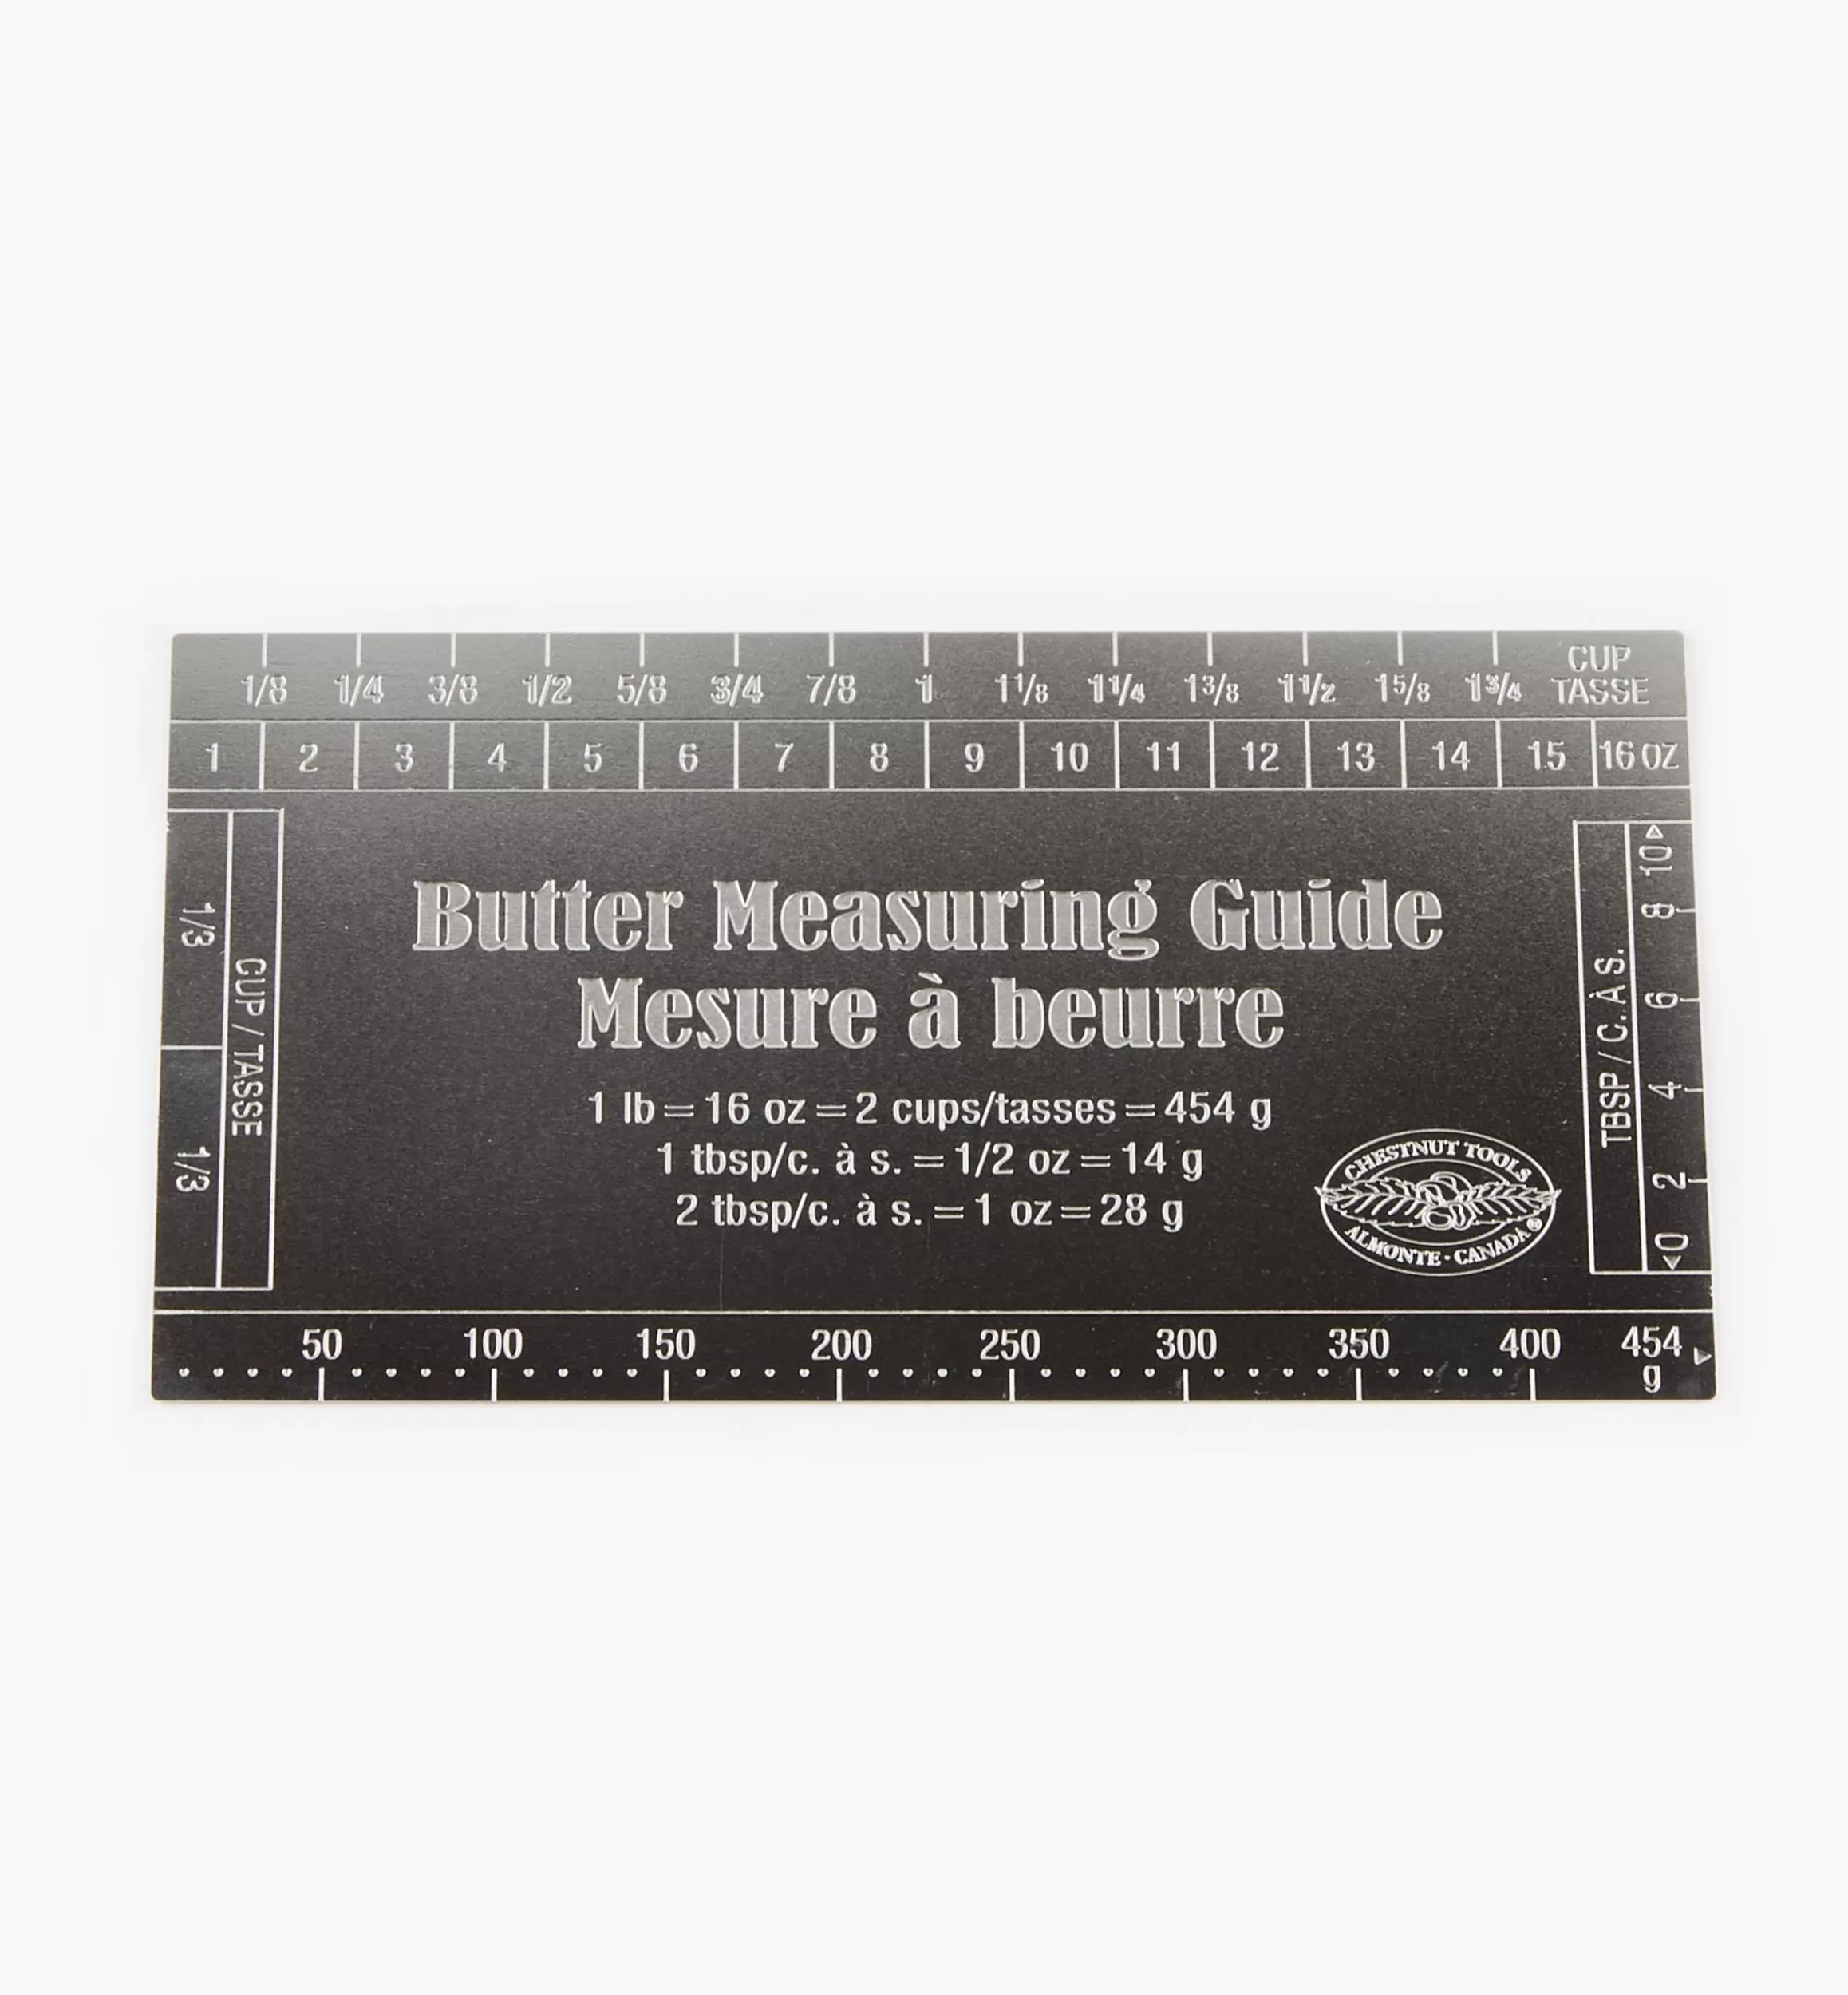 1/8 1/4 3/8 1/2 5/8 3/4 7/8 1 1 1/8 1 1/4 1 3/8 1 1/2 1 5/8 1 3/4 CUP
TASSE
1 2 3 4 5 6 7 8 9 10 11 12 13 14 15 16 OZ
1/3
1/3
CUP / TASSE
Butter Measuring Guide
Mesure à beurre
1 lb = 16 oz = 2 cups/tasses = 454 g
1 tbsp/c. à s. = 1/2 oz = 14 g
2 tbsp/c. à s. = 1 oz = 28 g
CHESTNUT TOOLS
ALMONTE - CANADA ®
TBSP / C. À S.
0 2 4 6 8 10
50 100 150 200 250 300 350 400 454
g